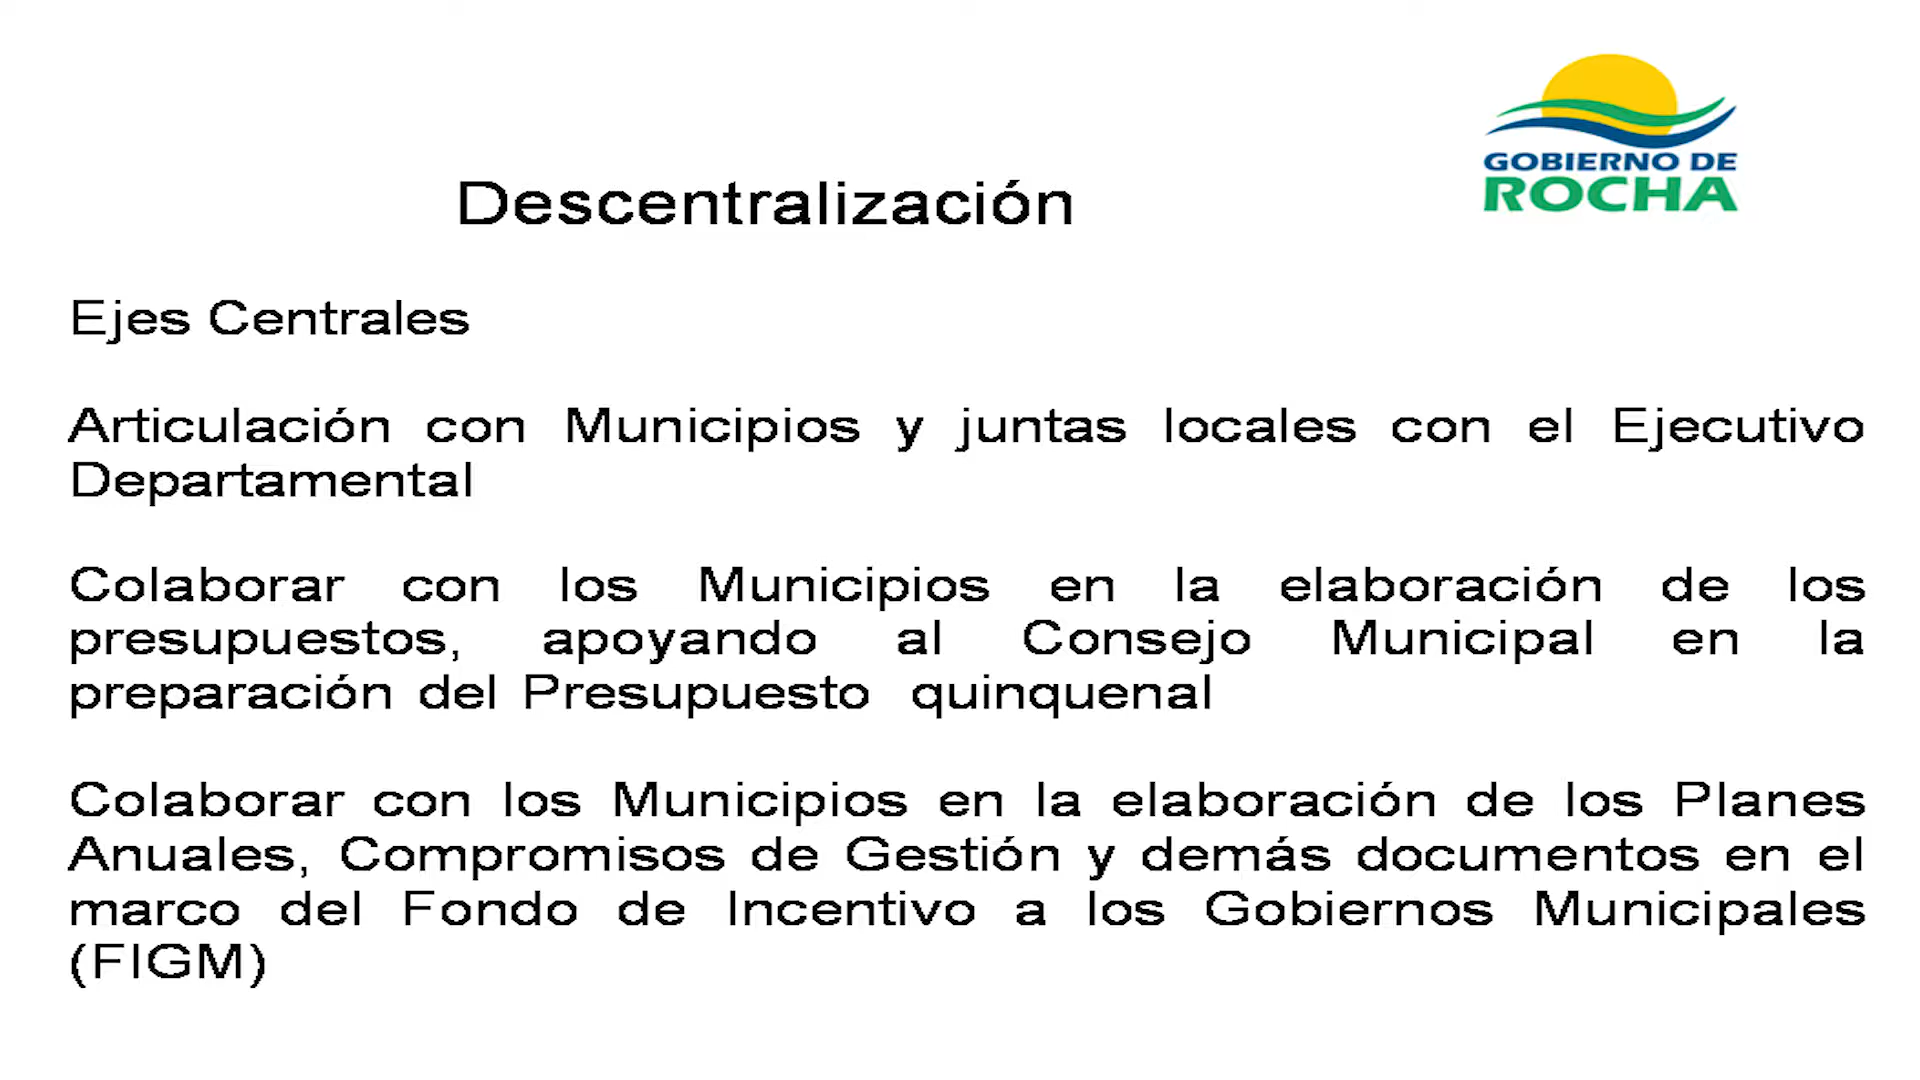 GOBIERNO DE
ROCHA
Descentralización
Ejes Centrales
Articulación con Municipios y juntas locales con el Ejecutivo
Departamental
Colaborar con los Municipios en la elaboración de los
presupuestos, apoyando al Consejo Municipal en la
preparación del Presupuesto quinquenal
Colaborar con los Municipios en la elaboración de los Planes
Anuales, Compromisos de Gestión y demás documentos en el
marco del Fondo de Incentivo a los Gobiernos Municipales
(FIGM)